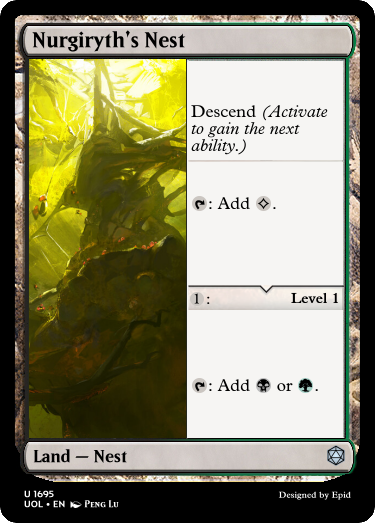 Nurgiryth's Nest
Descend (Activate
to gain the next
ability.)
: Add .
1 : Level 1
: Add or .
Land — Nest
U 1695
UOL • EN Peng Lu
Designed by Epid